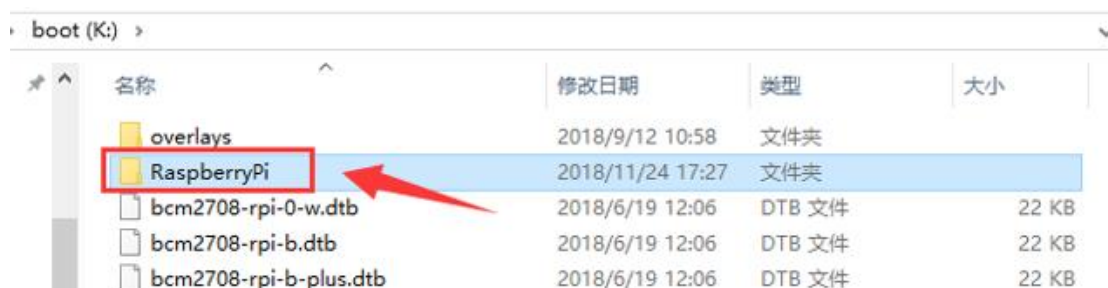 boot (K:)
名称 修改日期 类型 大小
overlays 2018/9/12 10:58 文件夹
RaspberryPi 2018/11/24 17:27 文件夹
bcm2708-rpi-0-w.dtb 2018/6/19 12:06 DTB 文件 22 KB
bcm2708-rpi-b.dtb 2018/6/19 12:06 DTB 文件 22 KB
bcm2708-rpi-b-plus.dtb 2018/6/19 12:06 DTB 文件 22 KB